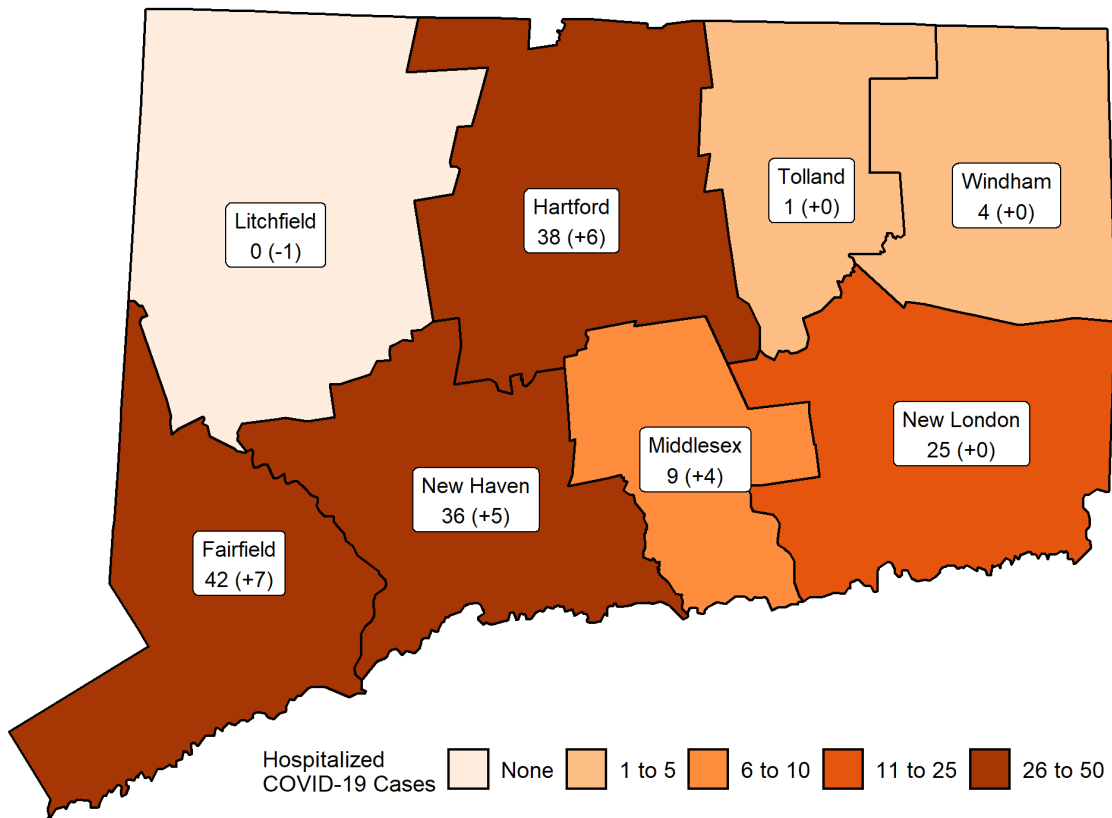 Litchfield
0 (-1)
Hartford
38 (+6)
Tolland
1 (+0)
Windham
4 (+0)
Fairfield
42 (+7)
New Haven
36 (+5)
Middlesex
9 (+4)
New London
25 (+0)
Hospitalized
COVID-19 Cases
None
1 to 5
6 to 10
11 to 25
26 to 50